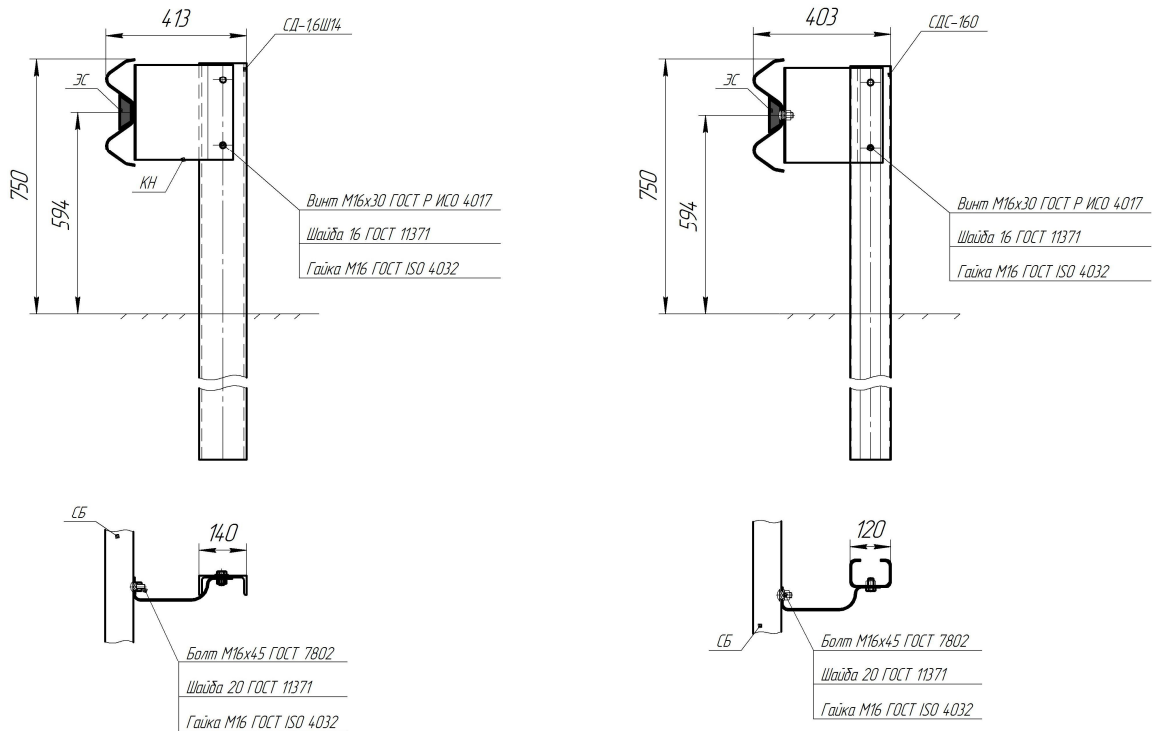 413
СД-1,6Ш14
ЭС
КН
750
594
Винт М16х30 ГОСТ Р ИСО 4017
Шайба 16 ГОСТ 11371
Гайка М16 ГОСТ ISO 4032
403
СДС-160
ЭС
750
594
Винт М16х30 ГОСТ Р ИСО 4017
Шайба 16 ГОСТ 11371
Гайка М16 ГОСТ ISO 4032
СБ
140
Болт М16х45 ГОСТ 7802
Шайба 20 ГОСТ 11371
Гайка М16 ГОСТ ISO 4032
120
СБ
Болт М16х45 ГОСТ 7802
Шайба 20 ГОСТ 11371
Гайка М16 ГОСТ ISO 4032